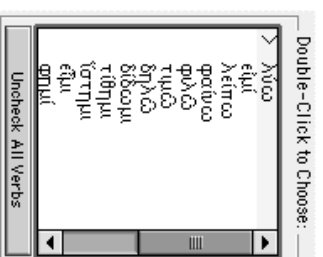 Double-Click to Choose:
λύω
εἰμί
λείπω
φαίνω
φιλῶ
τιμῶ
δηλῶ
δίδωμι
τίθημι
ἵστημι
εἶμι
φημί
Uncheck All Verbs